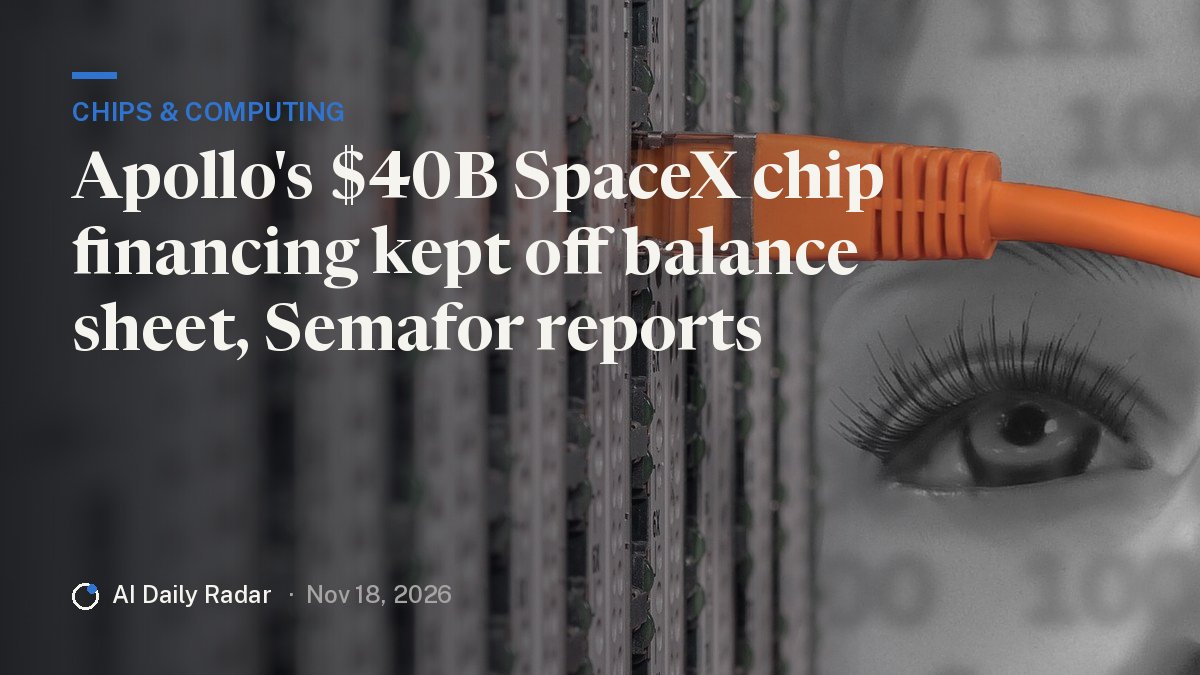 CHIPS & COMPUTING
Apollo's $40B SpaceX chip
financing kept off balance
sheet, Semafor reports
AI Daily Radar · Nov 18, 2026